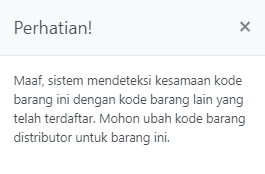 Perhatian!
Maaf, sistem mendeteksi kesamaan kode
barang ini dengan kode barang lain yang
telah terdaftar. Mohon ubah kode barang
distributor untuk barang ini.